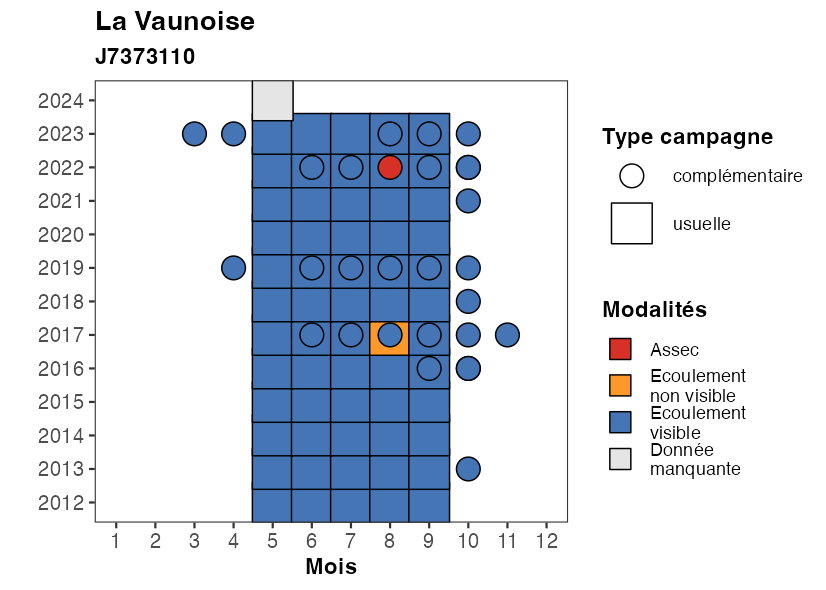 La Vaunoise
J7373110
2024
2023
2022
2021
2020
2019
2018
2017
2016
2015
2014
2013
2012
1 2 3 4 5 6 7 8 9 10 11 12
Mois
Type campagne
complémentaire
usuelle
Modalités
Assec
Ecoulement
non visible
Ecoulement
visible
Donnée
manquante